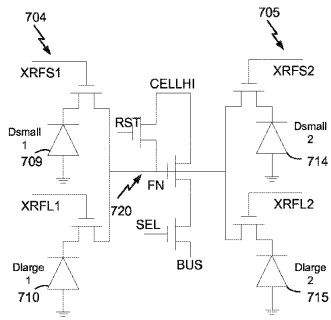 704
705
XRFS1
CELLHI
XRFS2
RST
Dsmall
1
709
Dsmall
2
714
FN
720
XRFL1
XRFL2
SEL
BUS
Dlarge
1
710
Dlarge
2
715